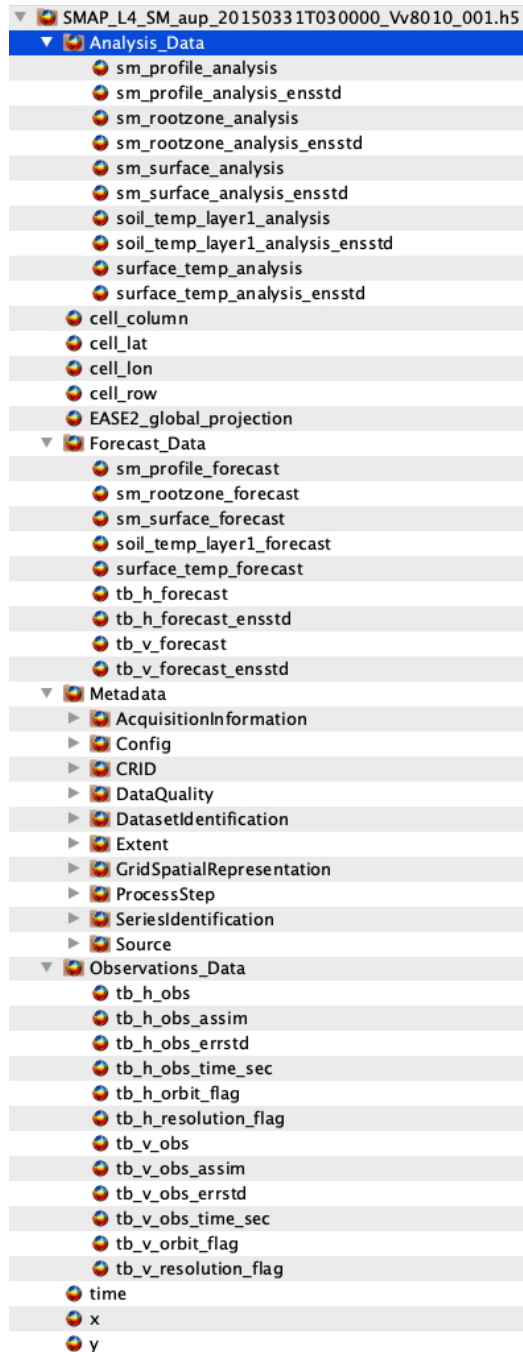 SMAP_L4_SM_aup_20150331T030000_Vv8010_001.h5
Analysis_Data
sm_profile_analysis
sm_profile_analysis_ensstd
sm_rootzone_analysis
sm_rootzone_analysis_ensstd
sm_surface_analysis
sm_surface_analysis_ensstd
soil_temp_layer1_analysis
soil_temp_layer1_analysis_ensstd
surface_temp_analysis
surface_temp_analysis_ensstd
cell_column
cell_lat
cell_lon
cell_row
EASE2_global_projection
Forecast_Data
sm_profile_forecast
sm_rootzone_forecast
sm_surface_forecast
soil_temp_layer1_forecast
surface_temp_forecast
tb_h_forecast
tb_h_forecast_ensstd
tb_v_forecast
tb_v_forecast_ensstd
Metadata
AcquisitionInformation
Config
CRID
DataQuality
DatasetIdentification
Extent
GridSpatialRepresentation
ProcessStep
SeriesIdentification
Source
Observations_Data
tb_h_obs
tb_h_obs_assim
tb_h_obs_errstd
tb_h_obs_time_sec
tb_h_orbit_flag
tb_h_resolution_flag
tb_v_obs
tb_v_obs_assim
tb_v_obs_errstd
tb_v_obs_time_sec
tb_v_orbit_flag
tb_v_resolution_flag
time
x
y